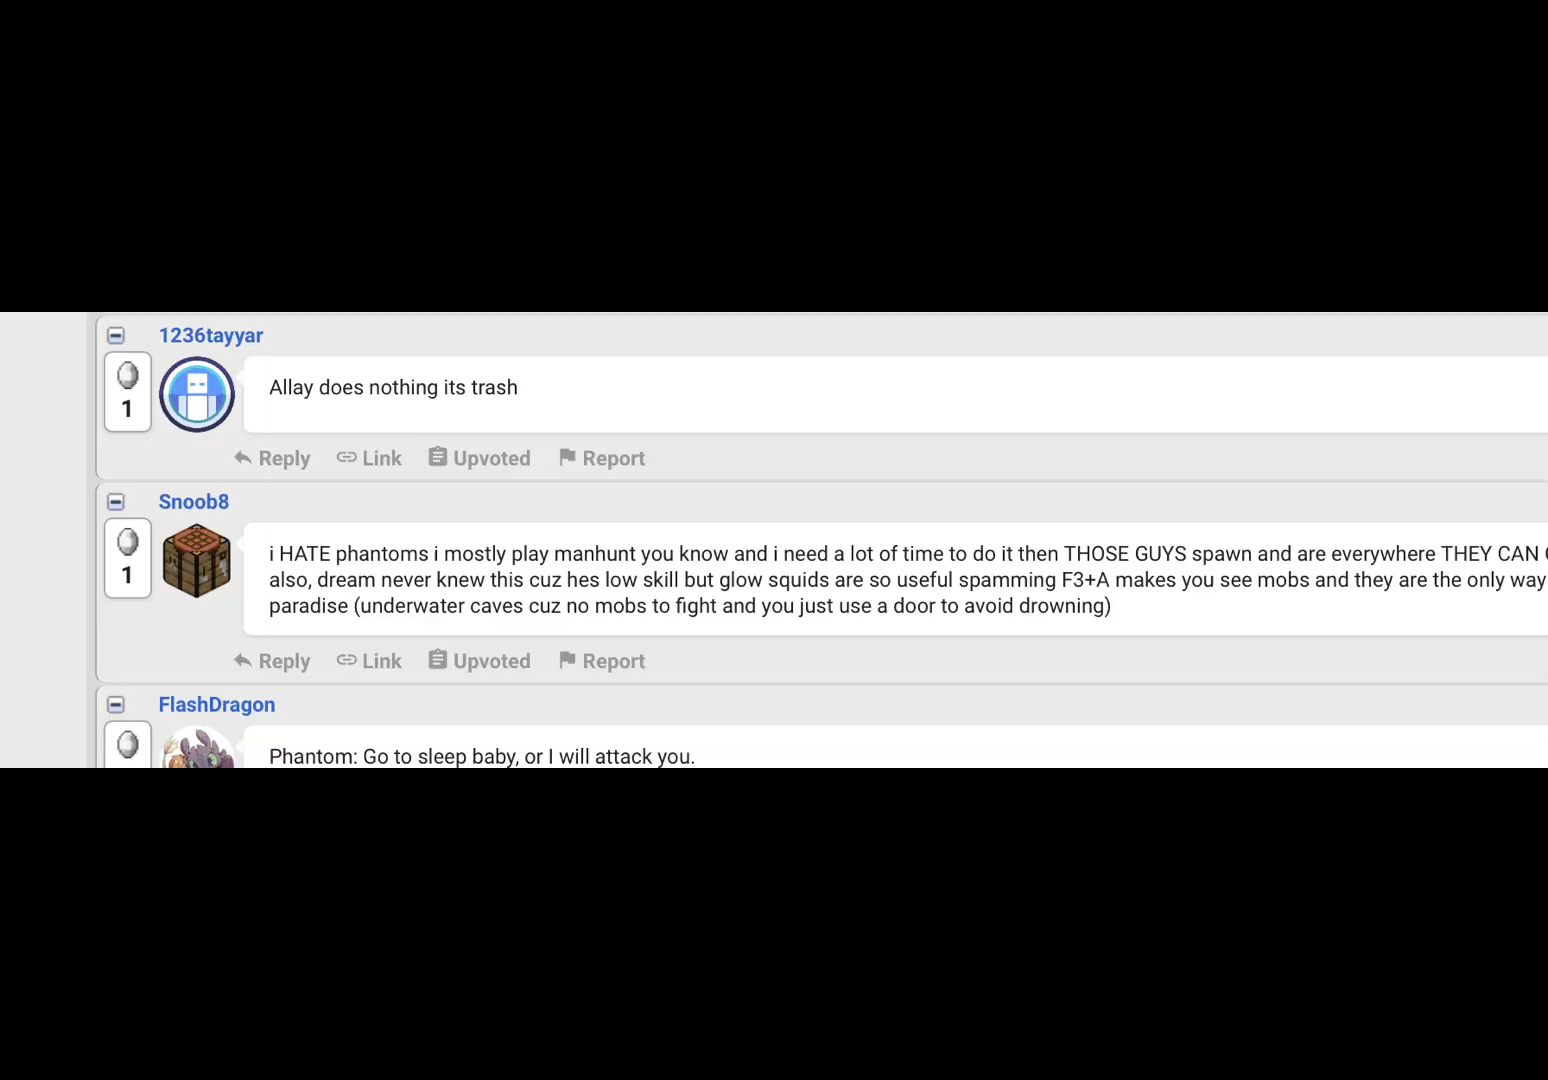 1236tayyar
1
Allay does nothing its trash
Reply Link Upvoted Report
Snoob8
1
i HATE phantoms i mostly play manhunt you know and i need a lot of time to do it then THOSE GUYS spawn and are everywhere THEY CAN
also, dream never knew this cuz hes low skill but glow squids are so useful spamming F3+A makes you see mobs and they are the only way
paradise (underwater caves cuz no mobs to fight and you just use a door to avoid drowning)
Reply Link Upvoted Report
FlashDragon
Phantom: Go to sleep baby, or I will attack you.